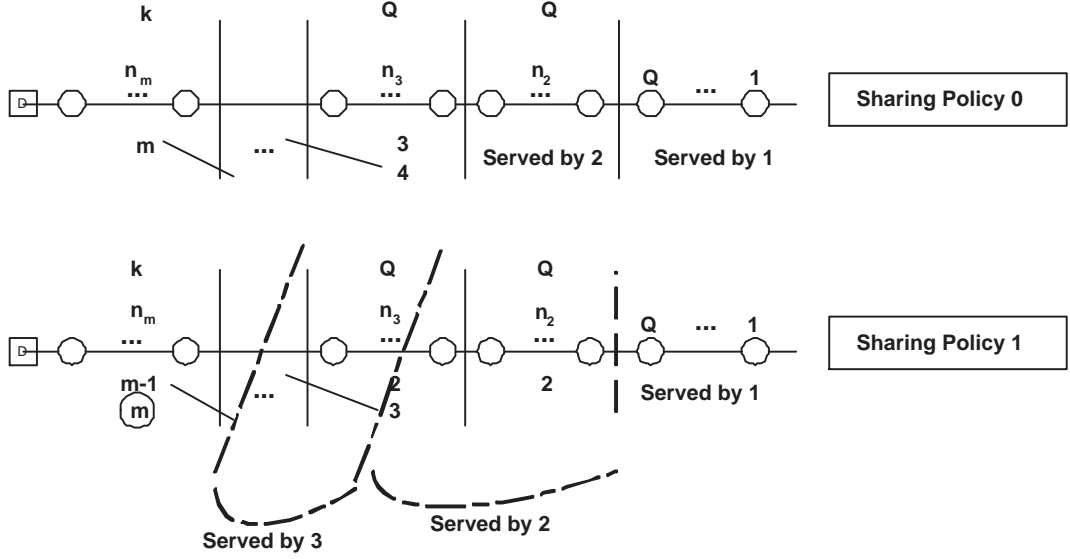 k Q Q
n_m n_3 n_2 Q ... 1
... ... ...
D
Sharing Policy 0
m ... 3 Served by 2 Served by 1
4
k Q Q
n_m n_3 n_2 Q ... 1
... ... ...
D
Sharing Policy 1
m-1 ... 2 2 Served by 1
m 3
Served by 2
Served by 3